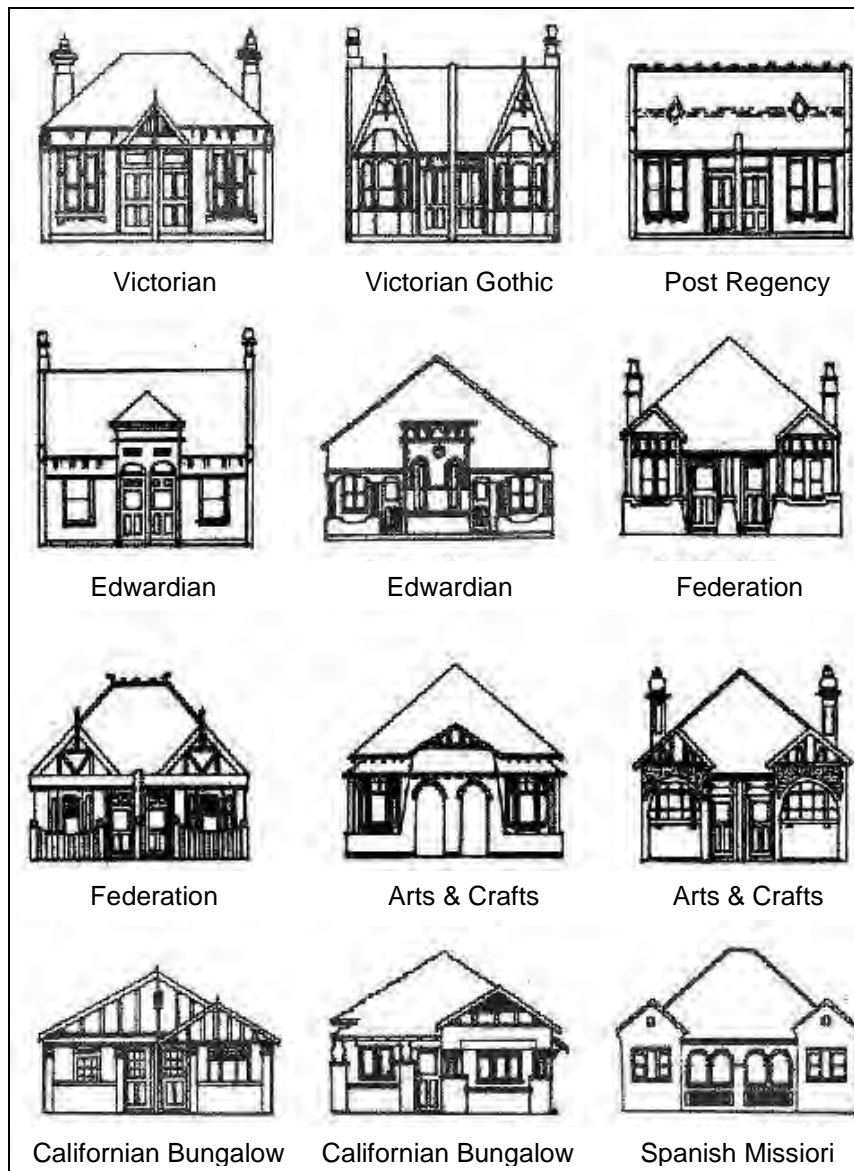 Victorian Victorian Gothic Post Regency
Edwardian Edwardian Federation
Federation Arts & Crafts Arts & Crafts
Californian Bungalow Californian Bungalow Spanish Missiori